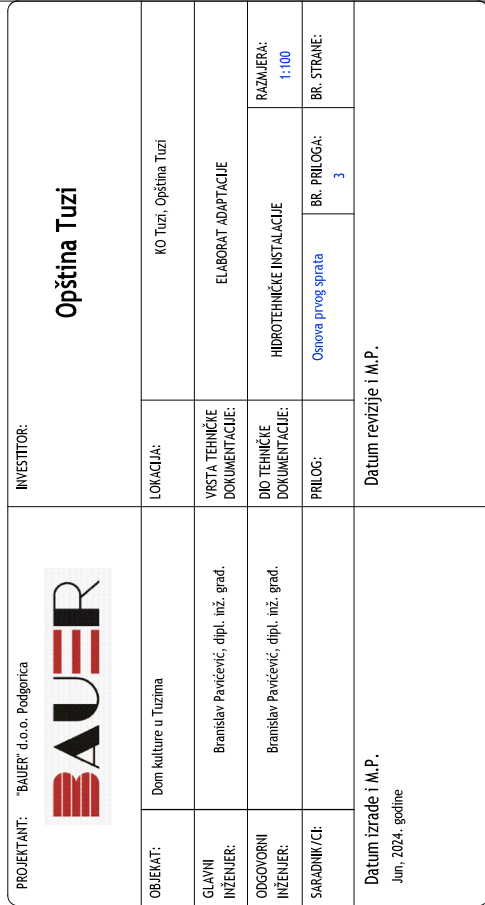 PROJEKTANT: "BAUER" d.o.o. Podgorica
BAUER
INVESTITOR:
Opština Tuzi
OBJEKAT: Dom kulture u Tuzima
LOKACIJA: KO Tuzi, Opština Tuzi
GLAVNI
INŽENJER:
Branislav Pavićević, dipl. inž. građ.
VRSTA TEHNIČKE
DOKUMENTACIJE:
ELABORAT ADAPTACIJE
ODGOVORNI
INŽENJER:
Branislav Pavićević, dipl. inž. građ.
DIO TEHNIČKE
DOKUMENTACIJE:
HIDROTEHNIČKE INSTALACIJE
RAZMJERA:
1:100
SARADNIK/CI:
PRILOG: Osnova prvog sprata
BR. PRILOGA:
3
BR. STRANE:
Datum izrade i M.P.
Jun, 2024. godine
Datum revizije i M.P.